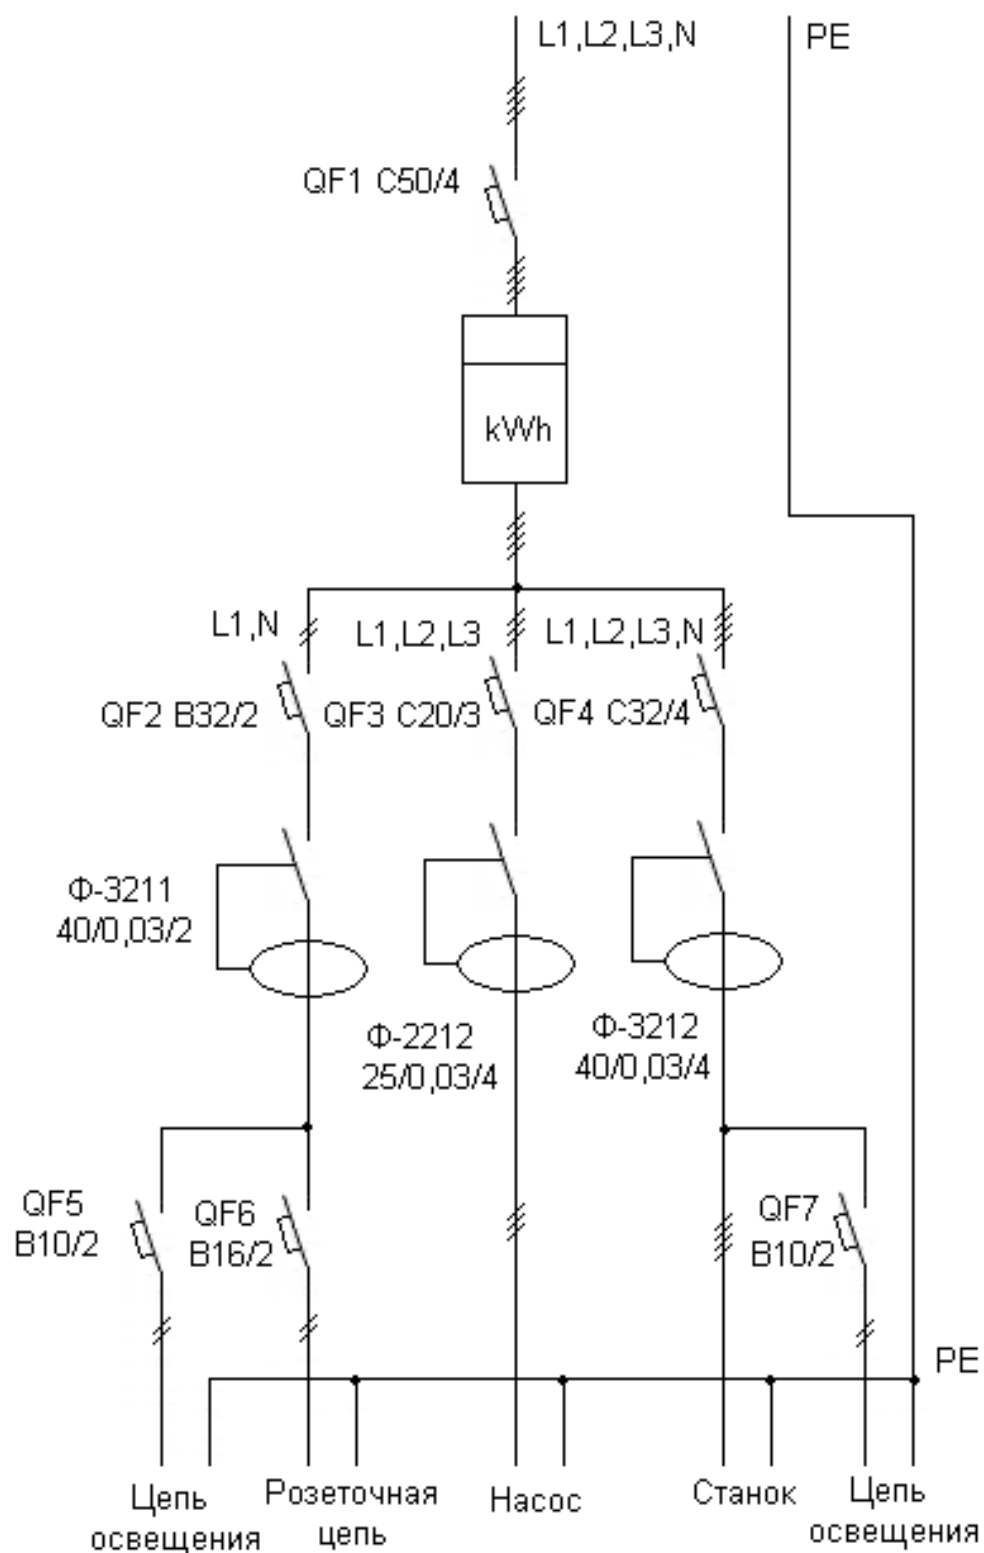 L1,L2,L3,N
PE
QF1 C50/4
kWh
L1,N
L1,L2,L3
L1,L2,L3,N
QF2 B32/2
QF3 C20/3
QF4 C32/4
Ф-3211
40/0,03/2
Ф-2212
25/0,03/4
Ф-3212
40/0,03/4
QF5
B10/2
QF6
B16/2
QF7
B10/2
PE
Цепь
освещения
Розеточная
цепь
Насос
Станок
Цепь
освещения